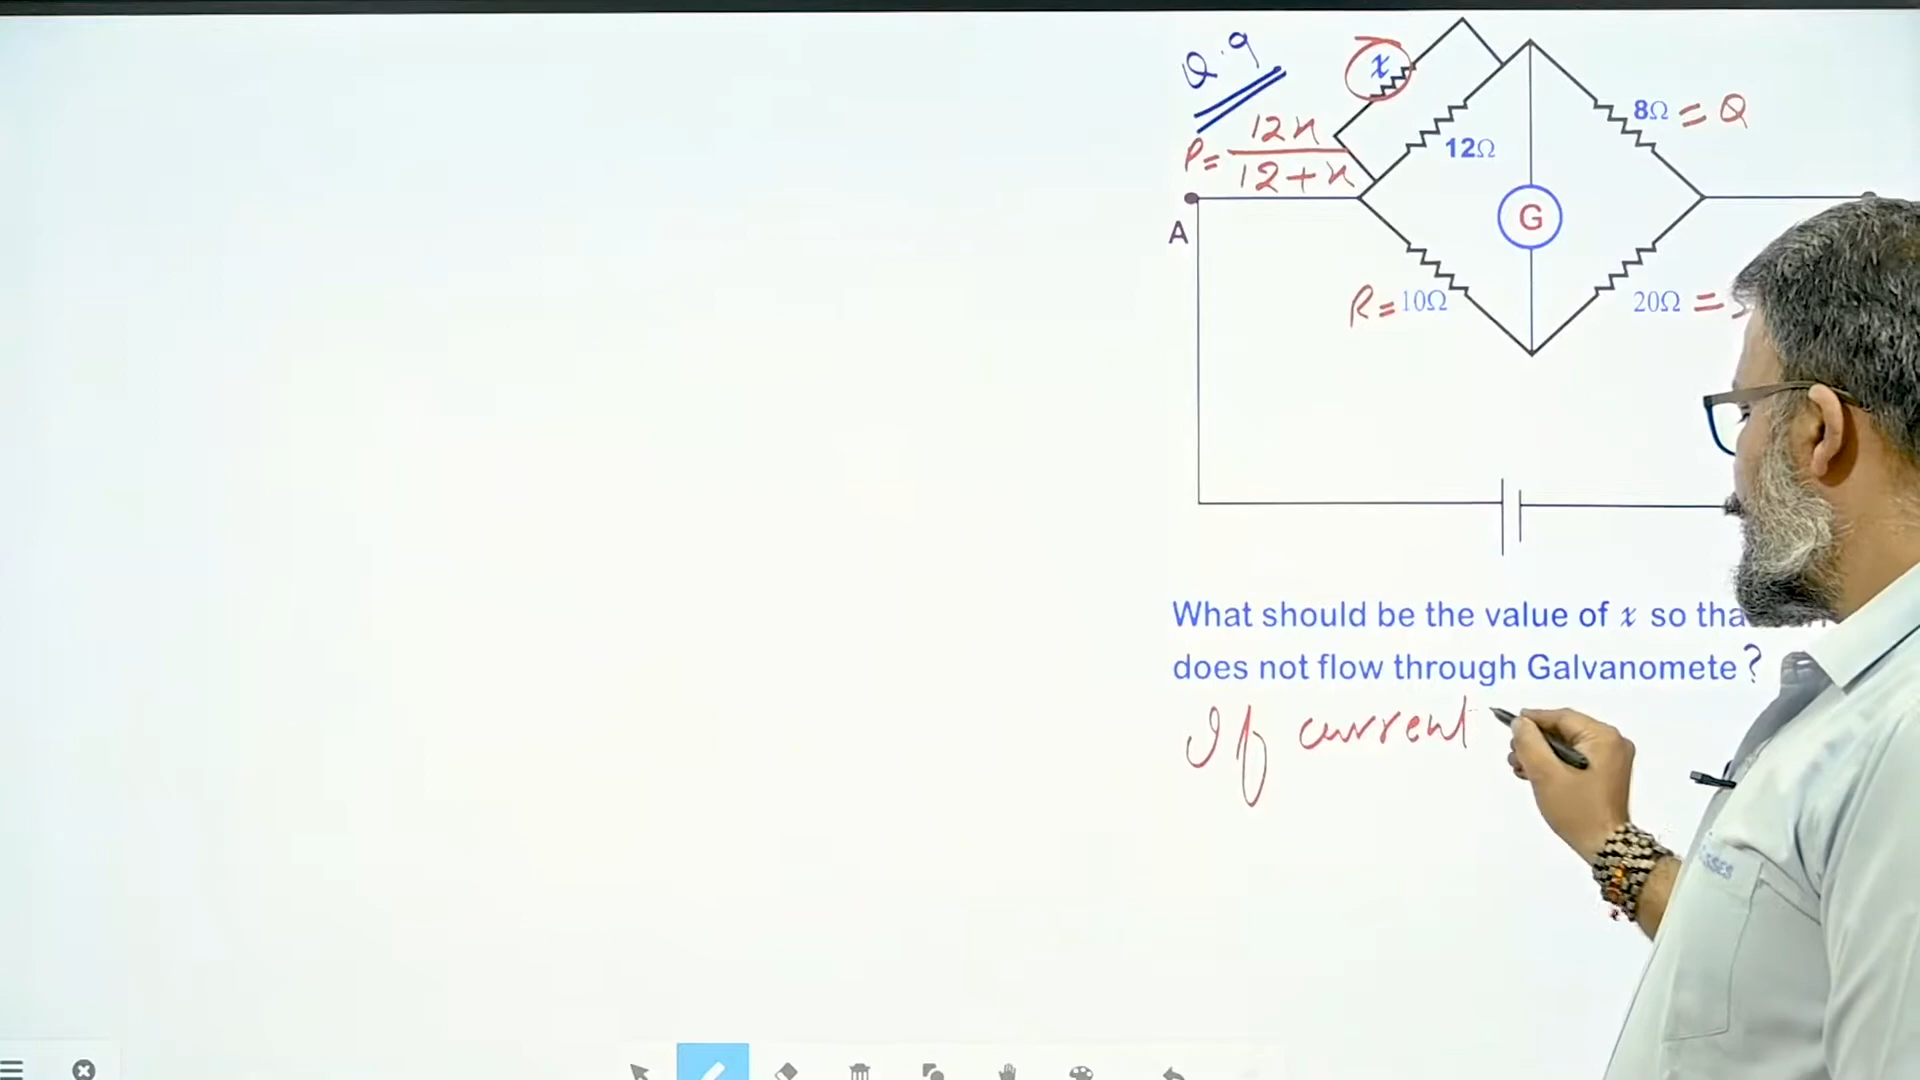 Q.9
x
8Ω = Q
P = 12x / 12 + x
12Ω
A
G
R = 10Ω
20Ω =
What should be the value of x so
does not flow through Galvanomete?
If current